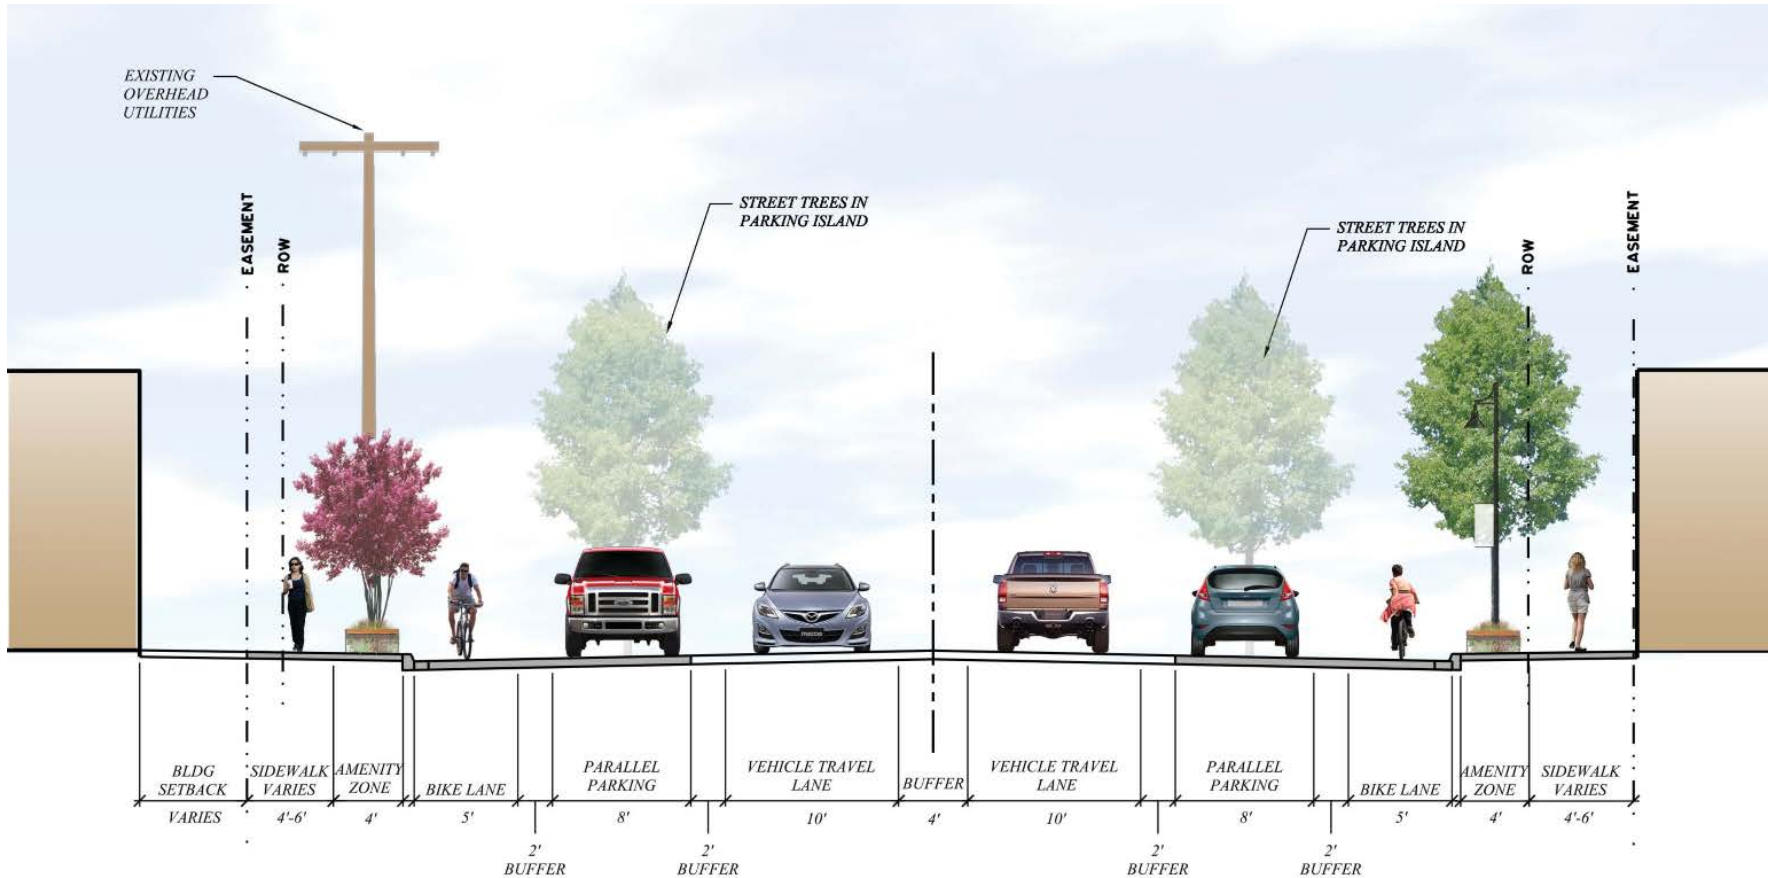 EXISTING
OVERHEAD
UTILITIES
EASEMENT
ROW
STREET TREES IN
PARKING ISLAND
STREET TREES IN
PARKING ISLAND
ROW
EASEMENT
BLDG
SETBACK
VARIES
SIDEWALK
VARIES
4'-6'
AMENITY
ZONE
4'
BIKE LANE
5'
2'
BUFFER
PARALLEL
PARKING
8'
2'
BUFFER
VEHICLE TRAVEL
LANE
10'
BUFFER
4'
VEHICLE TRAVEL
LANE
10'
2'
BUFFER
PARALLEL
PARKING
8'
2'
BUFFER
BIKE LANE
5'
AMENITY
ZONE
4'
SIDEWALK
VARIES
4'-6'